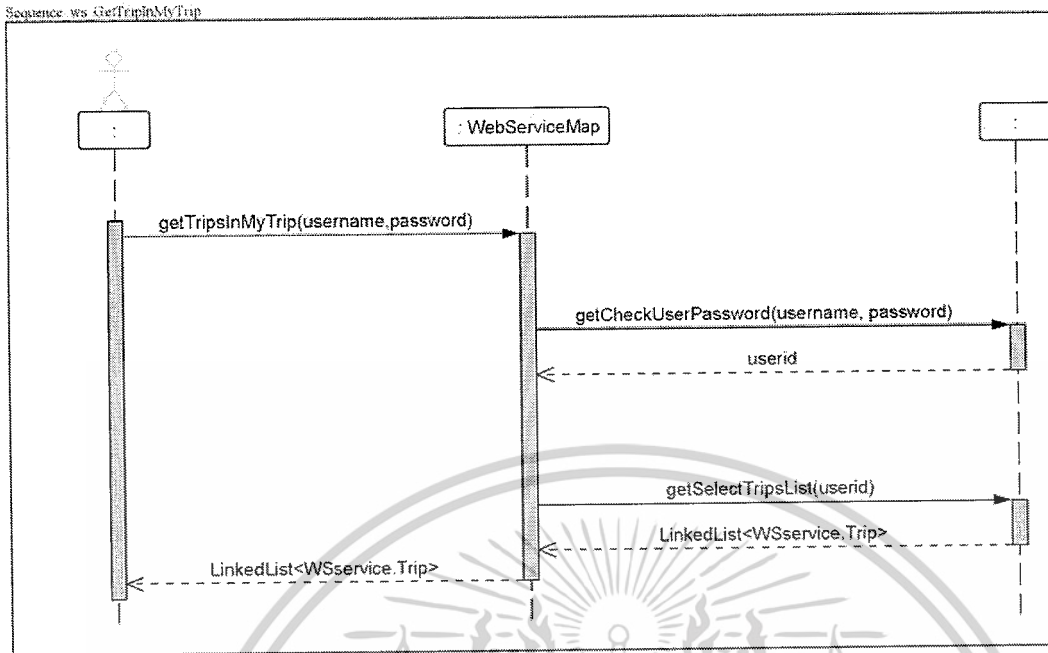 Sequence ws GetTripInMyTrip
:
: WebServiceMap
:
getTripsInMyTrip(username,password)
getCheckUserPassword(username, password)
userid
getSelectTripsList(userid)
LinkedList<WSservice.Trip>
LinkedList<WSservice.Trip>